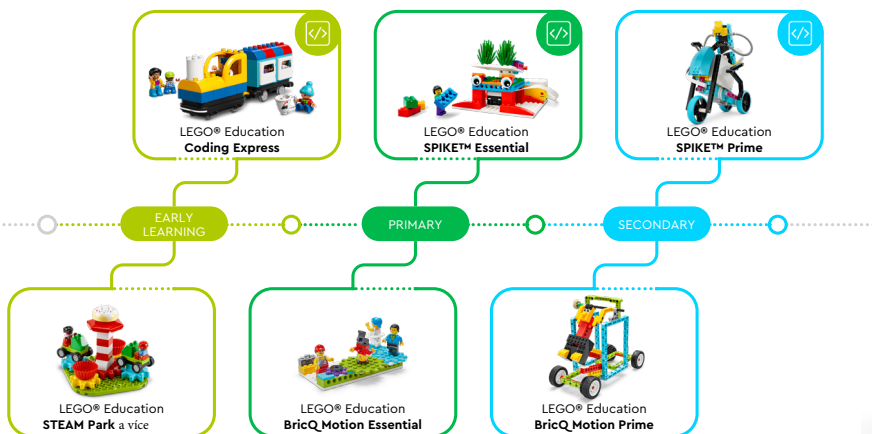 </>
</>
</>
LEGO® Education
Coding Express
LEGO® Education
SPIKE™ Essential
LEGO® Education
SPIKE™ Prime
EARLY
LEARNING
PRIMARY
SECONDARY
LEGO® Education
STEAM Park a více
LEGO® Education
BricQ Motion Essential
LEGO® Education
BricQ Motion Prime